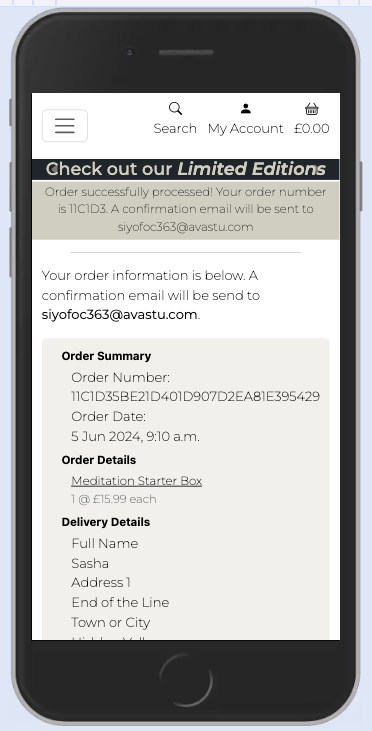 Search My Account £0.00
Check out our Limited Editions
Order successfully processed! Your order number
is 11C1D3. A confirmation email will be sent to
siyofoc363@avastu.com
Your order information is below. A
confirmation email will be send to
siyofoc363@avastu.com.
Order Summary
Order Number:
11C1D35BE21D401D907D2EA81E395429
Order Date:
5 Jun 2024, 9:10 a.m.
Order Details
Meditation Starter Box
1 @ £15.99 each
Delivery Details
Full Name
Sasha
Address 1
End of the Line
Town or City